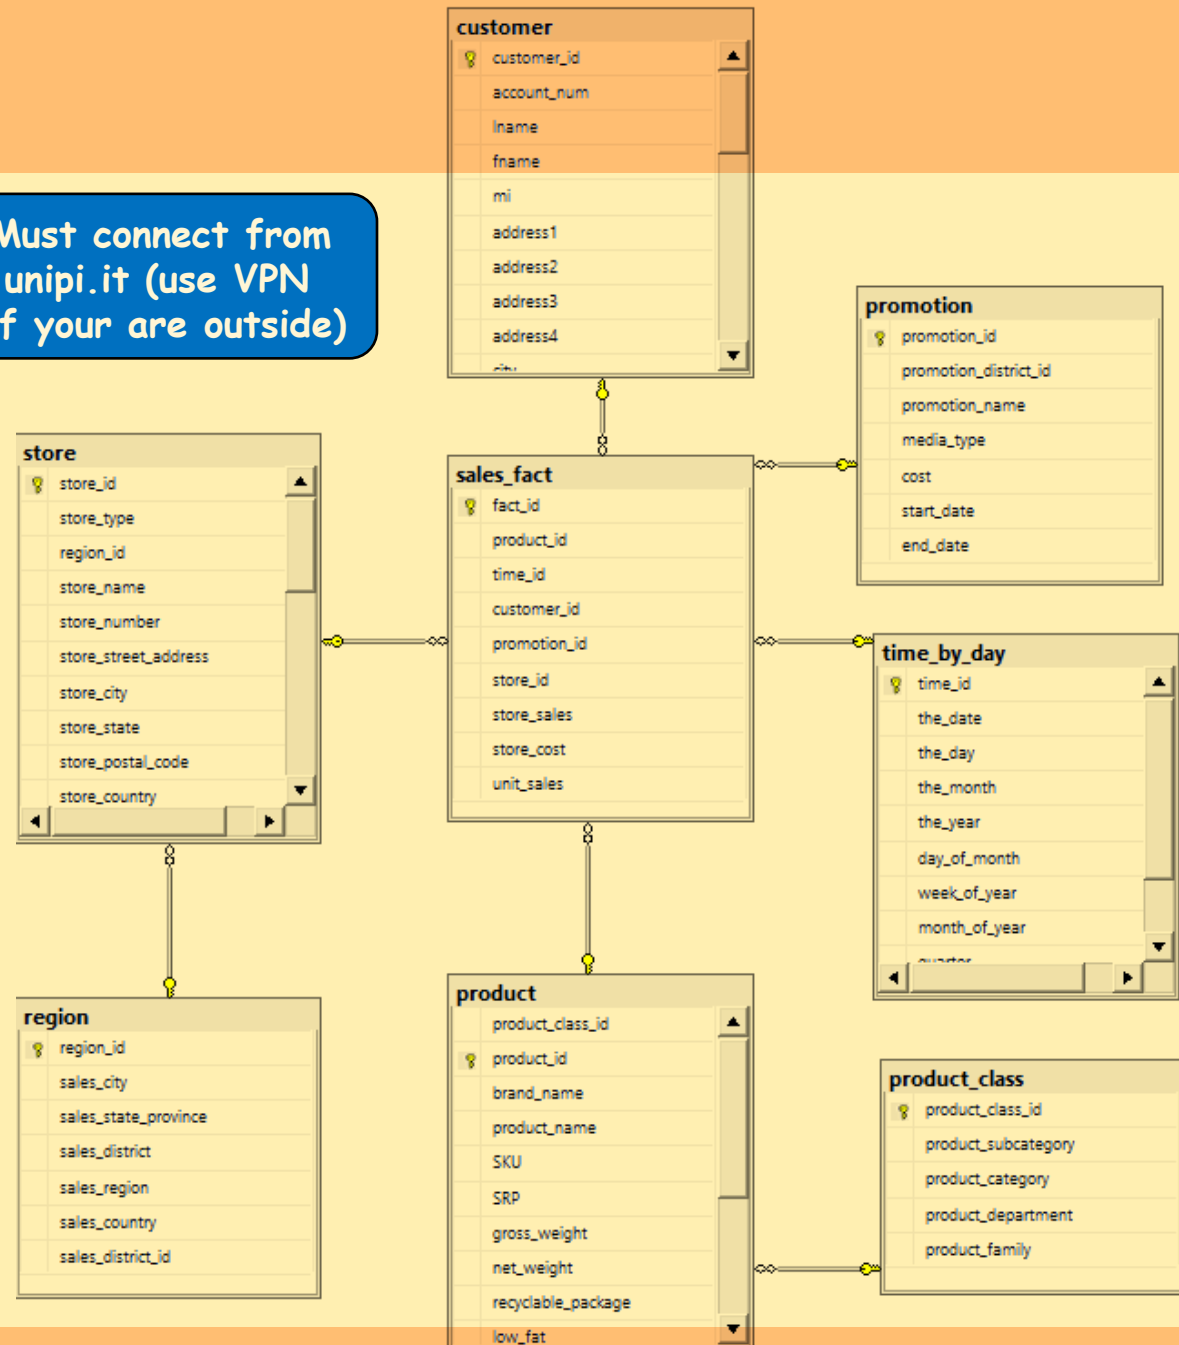 customer
customer_id
account_num
lname
fname
mi
address1
address2
address3
address4
city
Must connect from
unipi.it (use VPN
if your are outside)
promotion
promotion_id
promotion_district_id
promotion_name
media_type
cost
start_date
end_date
store
store_id
store_type
region_id
store_name
store_number
store_street_address
store_city
store_state
store_postal_code
store_country
sales_fact
fact_id
product_id
time_id
customer_id
promotion_id
store_id
store_sales
store_cost
unit_sales
time_by_day
time_id
the_date
the_day
the_month
the_year
day_of_month
week_of_year
month_of_year
quarter
region
region_id
sales_city
sales_state_province
sales_district
sales_region
sales_country
sales_district_id
product
product_class_id
product_id
brand_name
product_name
SKU
SRP
gross_weight
net_weight
recyclable_package
low_fat
product_class
product_class_id
product_subcategory
product_category
product_department
product_family